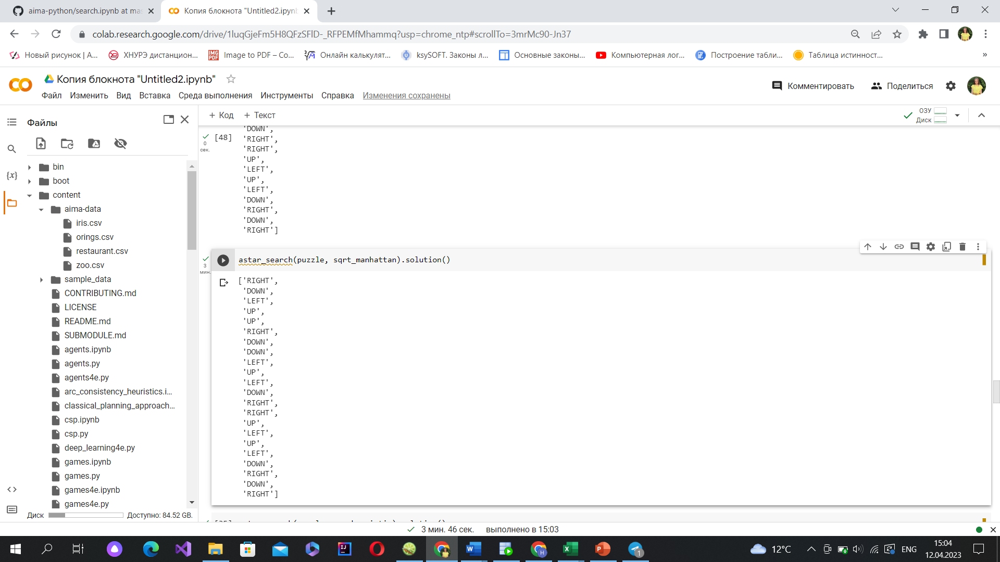 aima-python/search.ipynb at mas
Копия блокнота "Untitled2.ipynb
colab.research.google.com/drive/1luqGjeFm5H8QFzSFlD-_RFPEMfMhammq?usp=chrome_ntp#scrollTo=3mrMc90-Jn37
Новый рисунок | A...
ХНУРЭ дистанцион...
Image to PDF – Co...
Онлайн калькулят...
ksySOFT. Законы л...
Основные законы...
Компьютерная лог...
Построение табли...
Таблица истинност...
»
Копия блокнота "Untitled2.ipynb"
Файл Изменить Вид Вставка Среда выполнения Инструменты Справка Изменения сохранены
Комментировать
Поделиться
Файлы
+ Код + Текст
ОЗУ
Диск
bin
boot
content
aima-data
iris.csv
orings.csv
restaurant.csv
zoo.csv
sample_data
CONTRIBUTING.md
LICENSE
README.md
SUBMODULE.md
agents.ipynb
agents.py
agents4e.py
arc_consistency_heuristics.i...
classical_planning_approach...
csp.ipynb
csp.py
deep_learning4e.py
games.ipynb
games.py
games4e.ipynb
games4e.py
Диск
Доступно: 84.52 GB.
0
сек.
[48]
'DOWN',
'RIGHT',
'RIGHT',
'UP',
'LEFT',
'UP',
'LEFT',
'DOWN',
'RIGHT',
'DOWN',
'RIGHT']
3
мин.
astar_search(puzzle, sqrt_manhattan).solution()
['RIGHT',
'DOWN',
'LEFT',
'UP',
'UP',
'RIGHT',
'DOWN',
'DOWN',
'LEFT',
'UP',
'LEFT',
'DOWN',
'RIGHT',
'RIGHT',
'UP',
'LEFT',
'UP',
'LEFT',
'DOWN',
'RIGHT',
'DOWN',
'RIGHT']
3 мин. 46 сек. выполнено в 15:03
12°C
ENG
15:04
12.04.2023